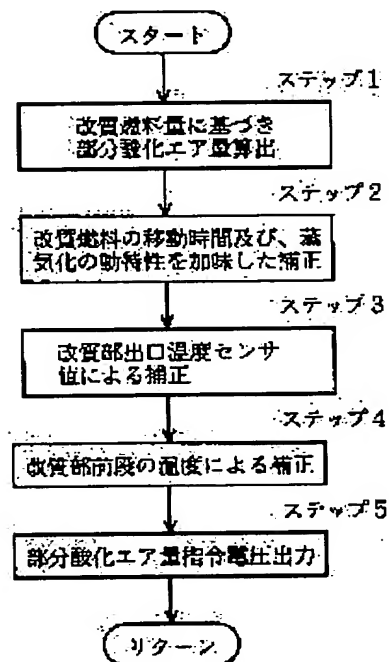 スタート
ステップ1
改質燃料量に基づき
部分酸化エア量算出
ステップ2
改質燃料の移動時間及び、蒸
気化の動特性を加味した補正
ステップ3
改質部出口温度センサ
値による補正
ステップ4
改質部前段の温度による補正
ステップ5
部分酸化エア量指令電圧出力
リターン